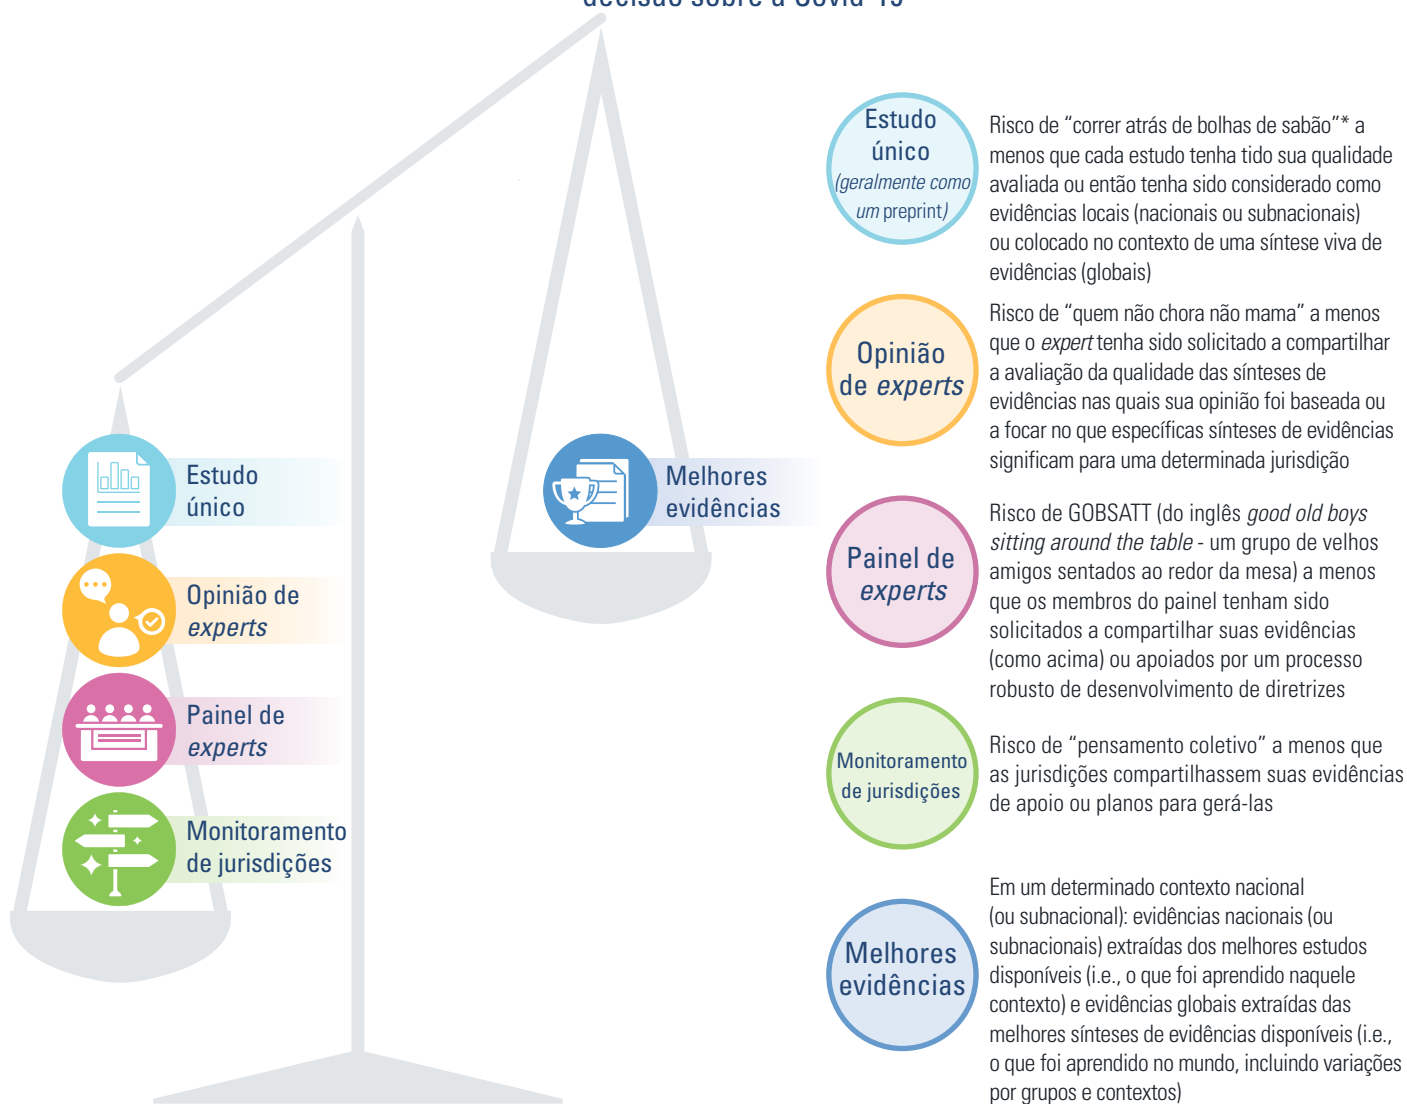 decisão sobre a Covid-19
Estudo
único
Opinião de
experts
Painel de
experts
Monitoramento
de jurisdições
Melhores
evidências
Estudo
único
(geralmente como
um preprint)
Risco de “correr atrás de bolhas de sabão”* a
menos que cada estudo tenha tido sua qualidade
avaliada ou então tenha sido considerado como
evidências locais (nacionais ou subnacionais)
ou colocado no contexto de uma síntese viva de
evidências (globais)
Opinião
de experts
Risco de “quem não chora não mama” a menos
que o expert tenha sido solicitado a compartilhar
a avaliação da qualidade das sínteses de
evidências nas quais sua opinião foi baseada ou
a focar no que específicas sínteses de evidências
significam para uma determinada jurisdição
Painel de
experts
Risco de GOBSATT (do inglês good old boys
sitting around the table - um grupo de velhos
amigos sentados ao redor da mesa) a menos
que os membros do painel tenham sido
solicitados a compartilhar suas evidências
(como acima) ou apoiados por um processo
robusto de desenvolvimento de diretrizes
Monitoramento
de jurisdições
Risco de “pensamento coletivo” a menos que
as jurisdições compartilhassem suas evidências
de apoio ou planos para gerá-las
Melhores
evidências
Em um determinado contexto nacional
(ou subnacional): evidências nacionais (ou
subnacionais) extraídas dos melhores estudos
disponíveis (i.e., o que foi aprendido naquele
contexto) e evidências globais extraídas das
melhores sínteses de evidências disponíveis (i.e.,
o que foi aprendido no mundo, incluindo variações
por grupos e contextos)